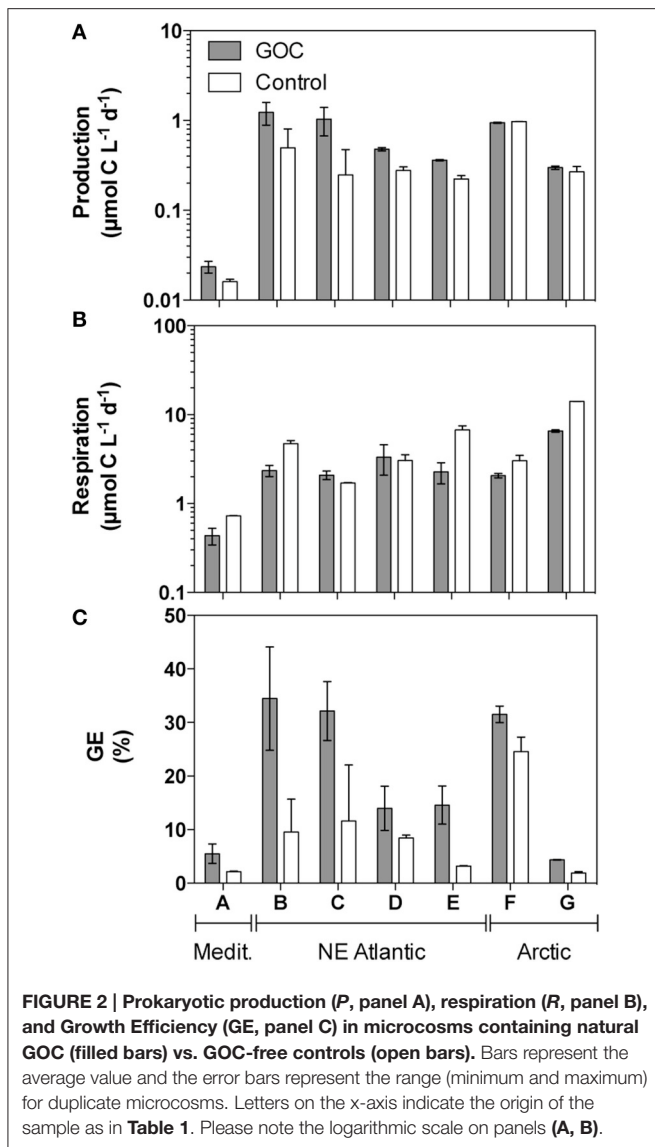 A
10
1
0.1
0.01
Production
(µmol C L⁻¹ d⁻¹)
GOC
Control
B
100
10
1
0.1
Respiration
(µmol C L⁻¹ d⁻¹)
C
50
40
30
20
10
0
GE
(%)
A B C D E F G
Medit. NE Atlantic Arctic
FIGURE 2 | Prokaryotic production (P, panel A), respiration (R, panel B),
and Growth Efficiency (GE, panel C) in microcosms containing natural
GOC (filled bars) vs. GOC-free controls (open bars). Bars represent the
average value and the error bars represent the range (minimum and maximum)
for duplicate microcosms. Letters on the x-axis indicate the origin of the
sample as in Table 1. Please note the logarithmic scale on panels (A, B).